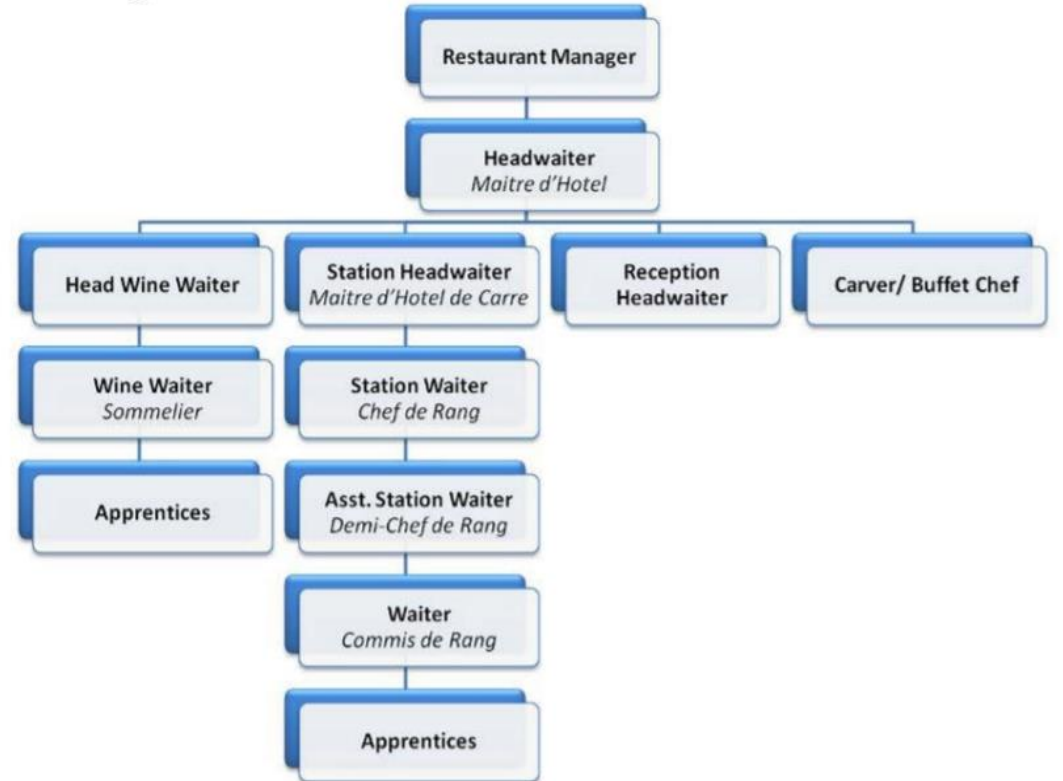 Restaurant Manager
Headwaiter
Maitre d'Hotel
Head Wine Waiter
Station Headwaiter
Maitre d'Hotel de Carre
Reception
Headwaiter
Carver/ Buffet Chef
Wine Waiter
Sommelier
Station Waiter
Chef de Rang
Apprentices
Asst. Station Waiter
Demi-Chef de Rang
Waiter
Commis de Rang
Apprentices